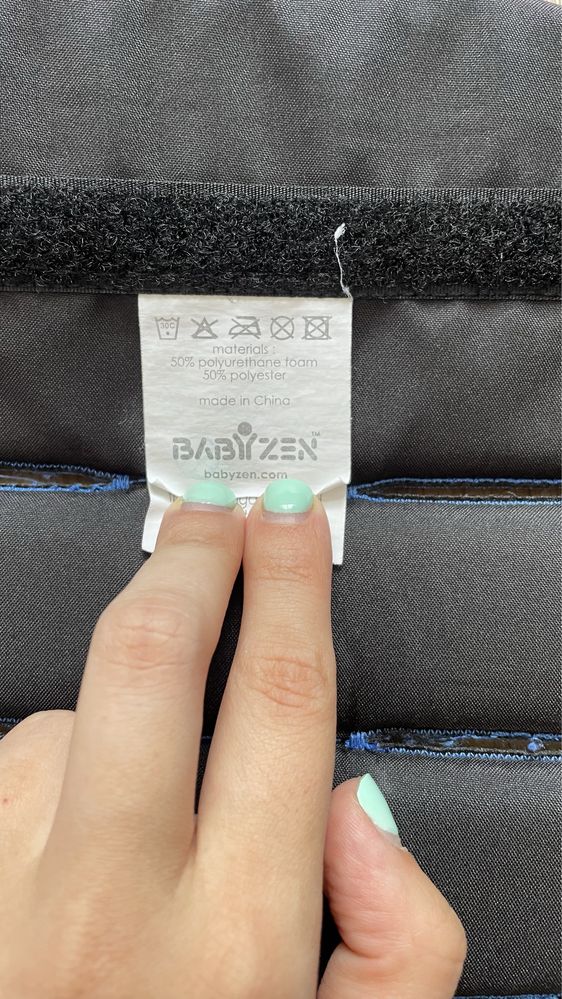 30C
materials :
50% polyurethane foam
50% polyester
made in China
BABYZEN™
babyzen.com